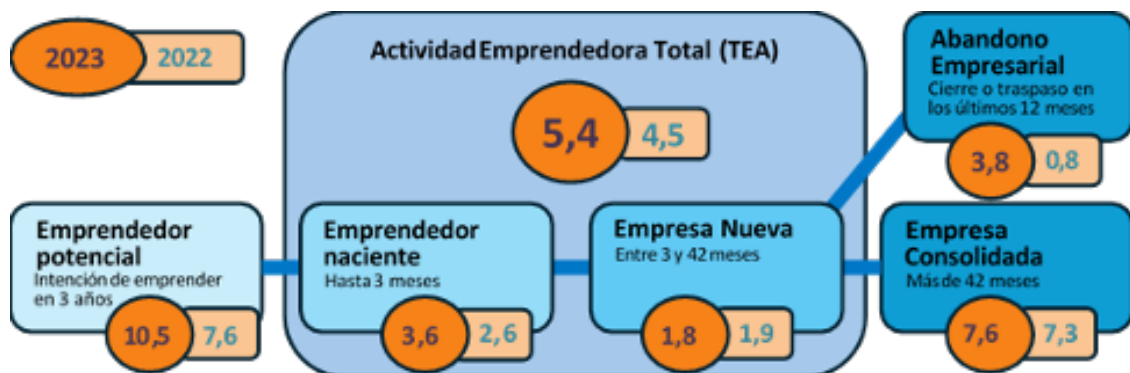 2023 2022
Actividad Emprendedora Total (TEA)
5,4 4,5
Abandono
Empresarial
Cierre o traspaso en
los últimos 12 meses
3,8 0,8
Emprendedor
potencial
Intención de emprender
en 3 años
10,5 7,6
Emprendedor
naciente
Hasta 3 meses
3,6 2,6
Empresa Nueva
Entre 3 y 42 meses
1,8 1,9
Empresa
Consolidada
Más de 42 meses
7,6 7,3